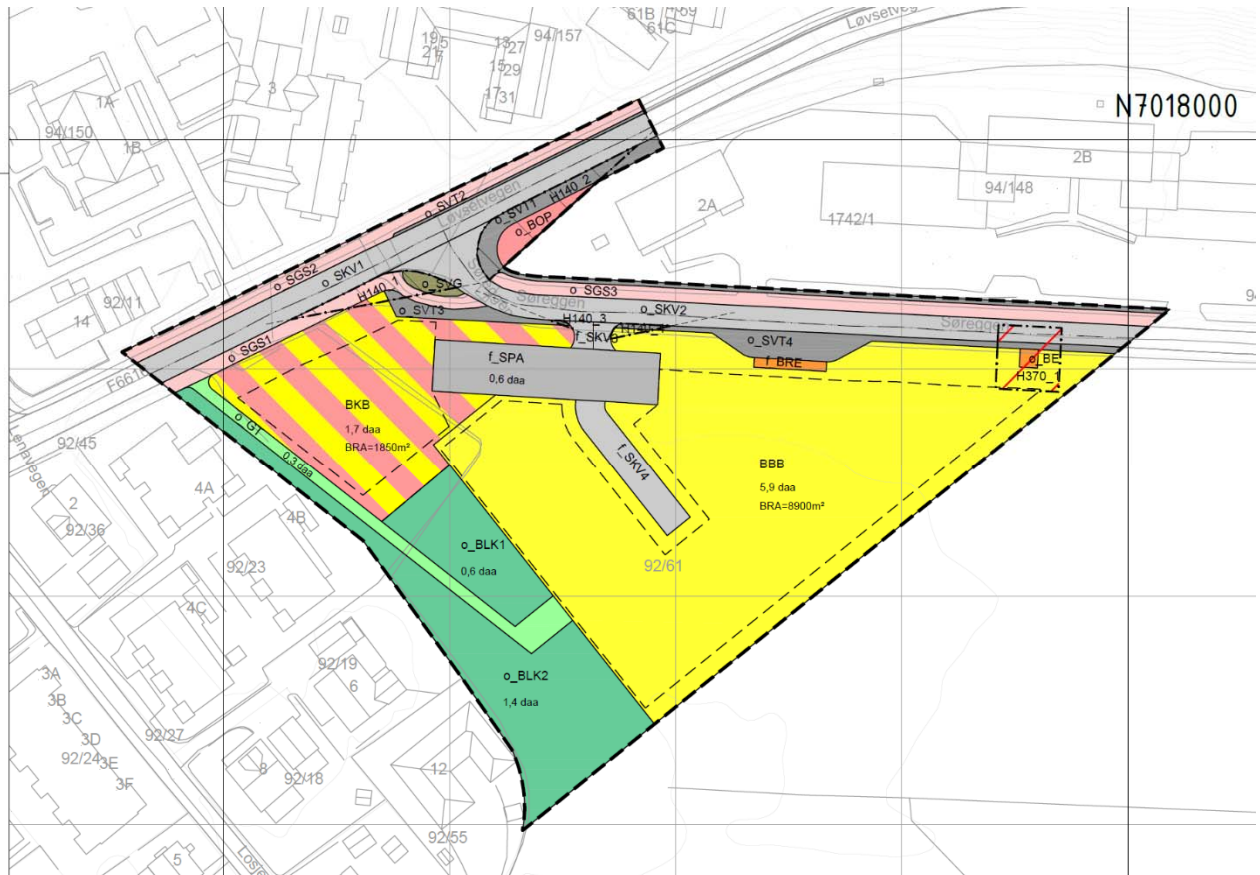 61B
61C
59
Løvsetveg
19
5
21
7
13
27
94/157
15
29
17
31
3
1A
94/150
1B
N7018000
2B
94/148
2A
1742/1
o_SVT2
Løvsetvegen
o_SVT1
H140_2
o_BOP
o_SGS2
o_SKV1
H140_1
o_SVG
o_SGS3
Søreggen
o_SKV2
92/11
14
o_SVT3
H140_3
f_SKV3
Søreggen
o_SGS1
f_SPA
0,6 daa
o_SVT4
f_BRE
o_BE
H370_1
F6616
BKB
1,7 daa
BRA=1850m²
o_G1
0,3 daa
92/45
Lenavegen
f_SKV4
BBB
5,9 daa
BRA=8900m²
2
92/36
4A
4B
o_BLK1
0,6 daa
92/61
92/23
4C
3A
92/19
6
o_BLK2
1,4 daa
3B
3C
3D
92/27
92/24
3E
3F
8
92/18
12
92/55
5